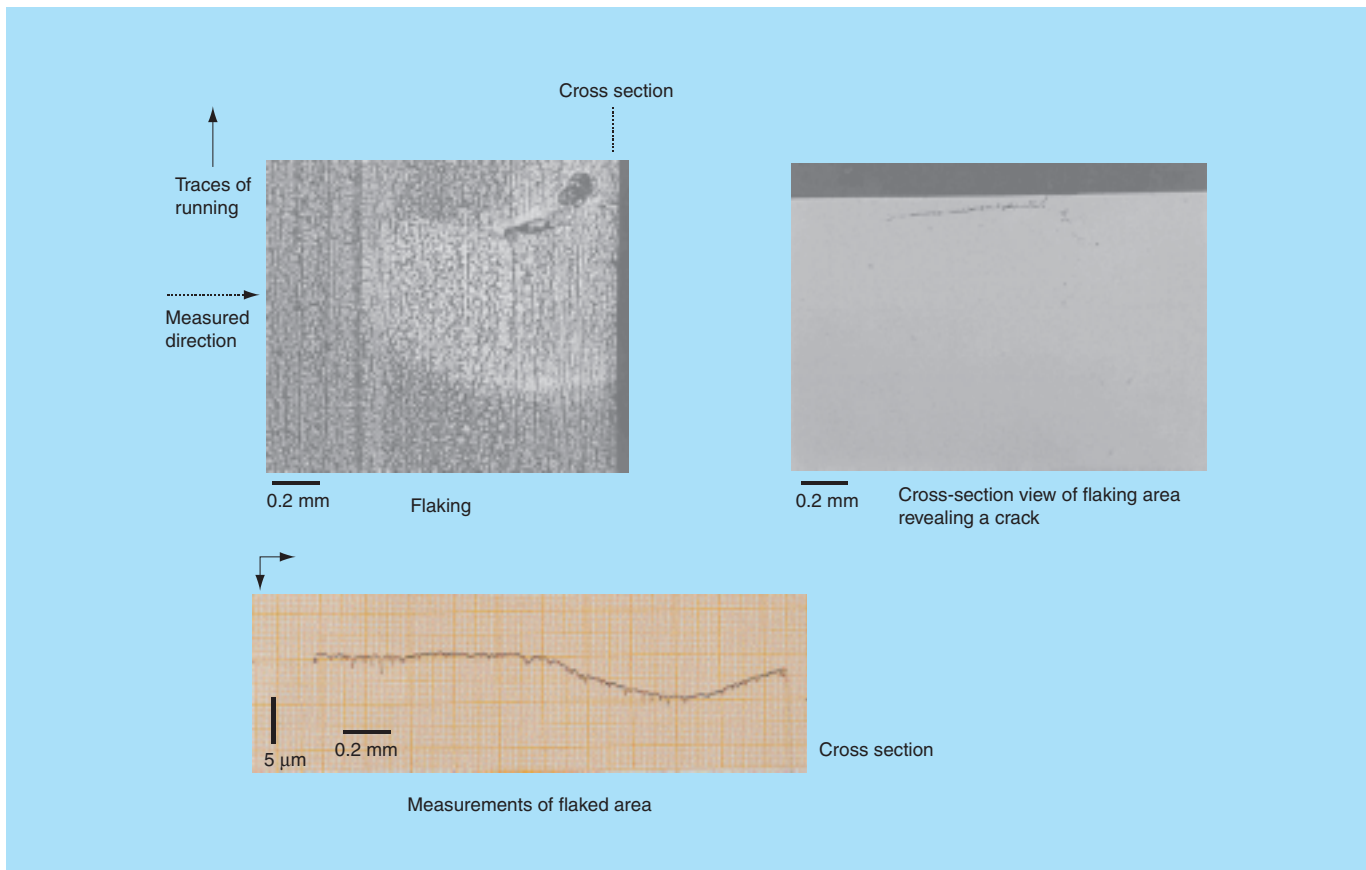 Cross section
Traces of
running
Measured
direction
0.2 mm
Flaking
0.2 mm
Cross-section view of flaking area
revealing a crack
5 μm
0.2 mm
Cross section
Measurements of flaked area